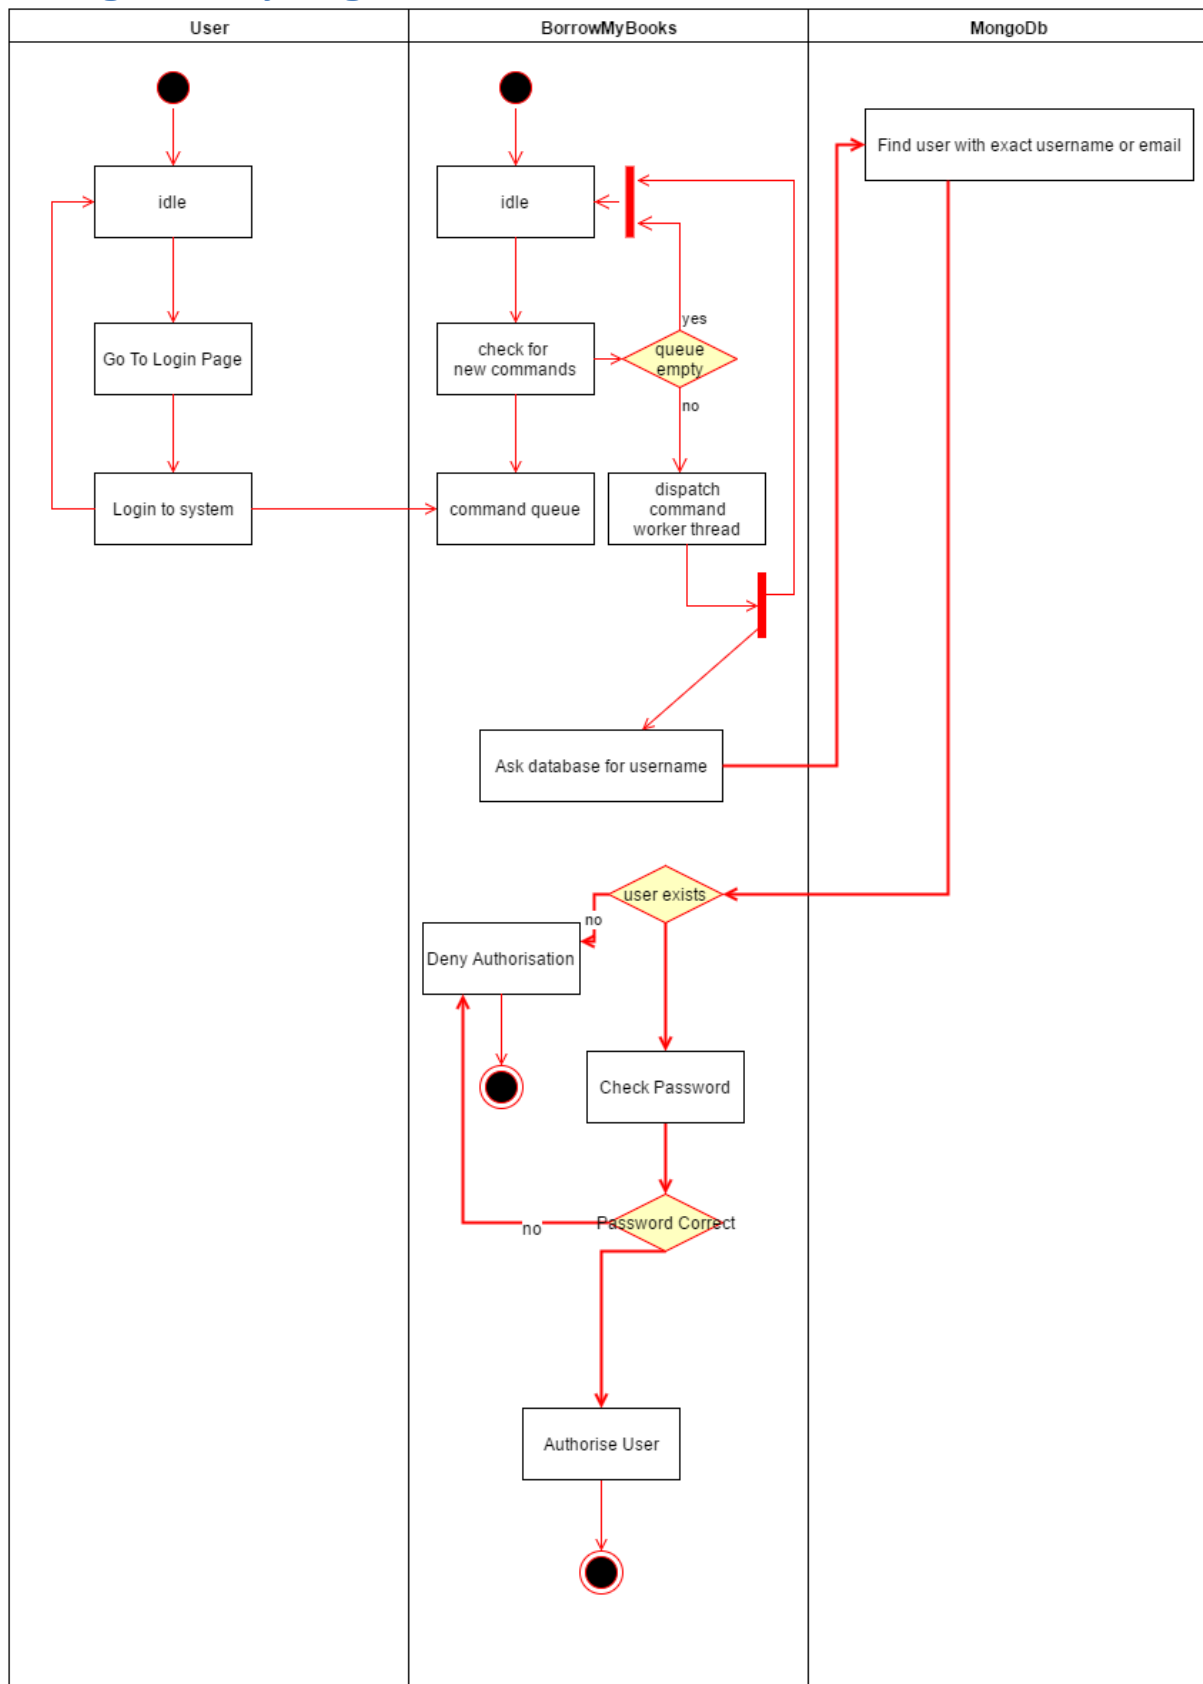 User
BorrowMyBooks
MongoDb
Find user with exact username or email
idle
idle
yes
Go To Login Page
check for
new commands
queue
empty
no
Login to system
command queue
dispatch
command
worker thread
Ask database for username
user exists
no
Deny Authorisation
Check Password
Password Correct
no
Authorise User